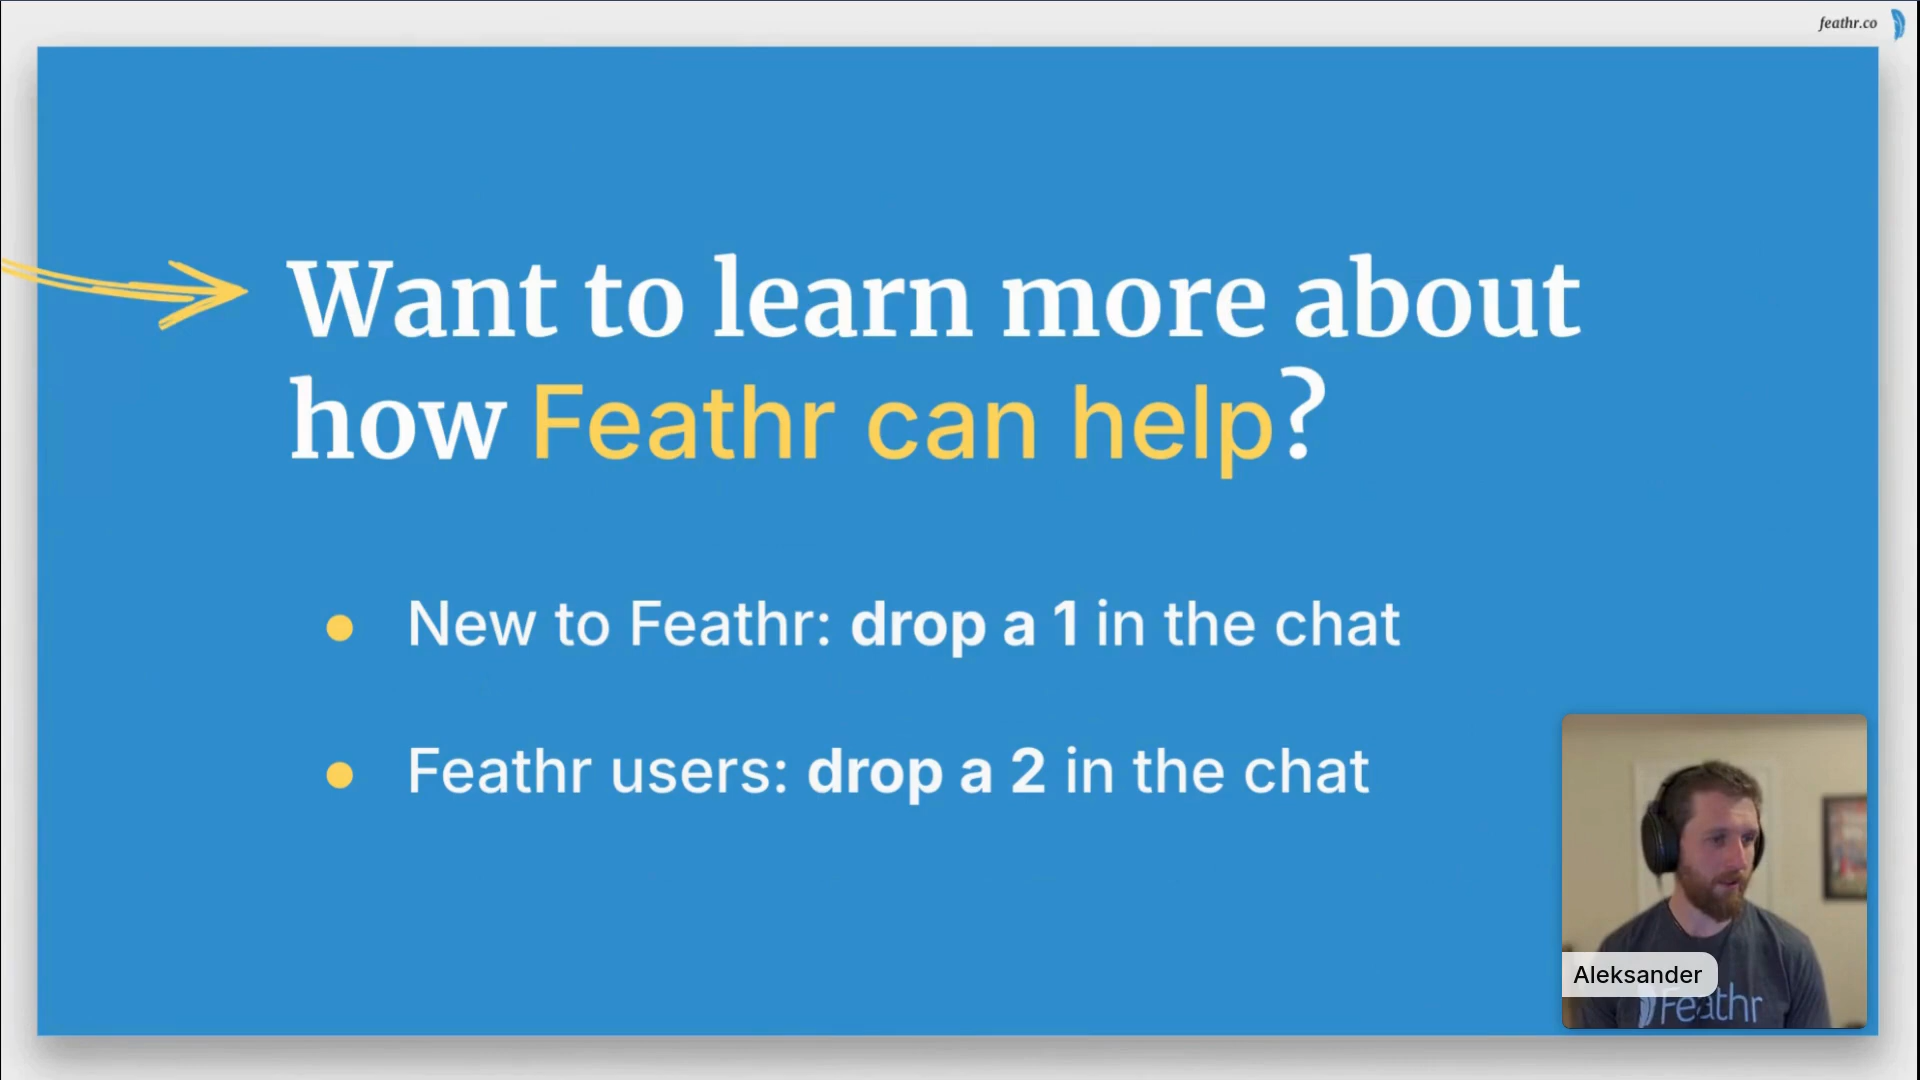 feathr.co
Want to learn more about
how Feathr can help?
New to Feathr: drop a 1 in the chat
Feathr users: drop a 2 in the chat
Aleksander
Feathr